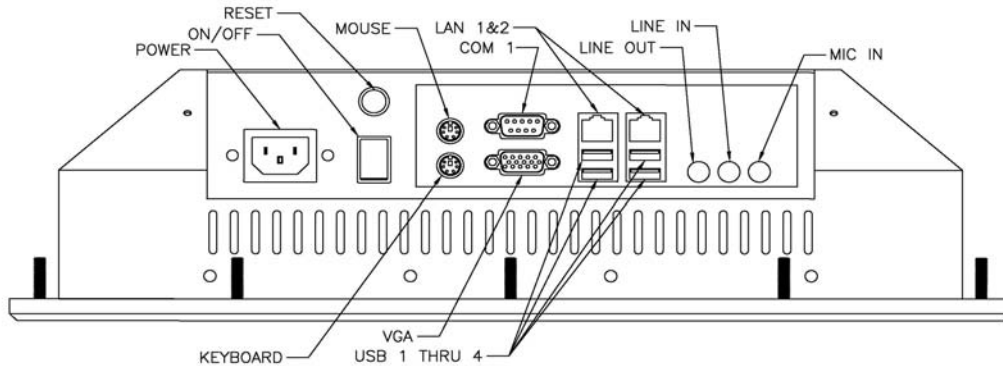 RESET
ON/OFF
POWER
MOUSE
LAN 1&2
COM 1
LINE IN
LINE OUT
MIC IN
VGA
KEYBOARD
USB 1 THRU 4